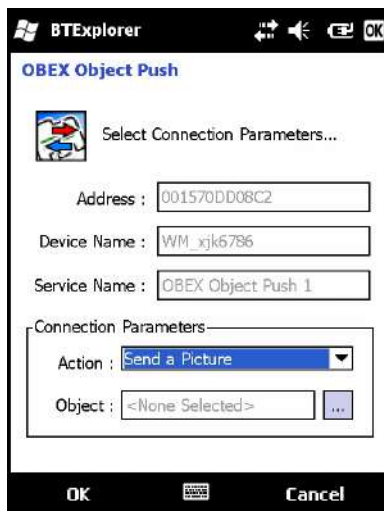 BTExplorer OK
OBEX Object Push
Select Connection Parameters...
Address : 001570DD08C2
Device Name : WM_xjk6786
Service Name : OBEX Object Push 1
Connection Parameters
Action : Send a Picture
Object : <None Selected> ...
OK Cancel